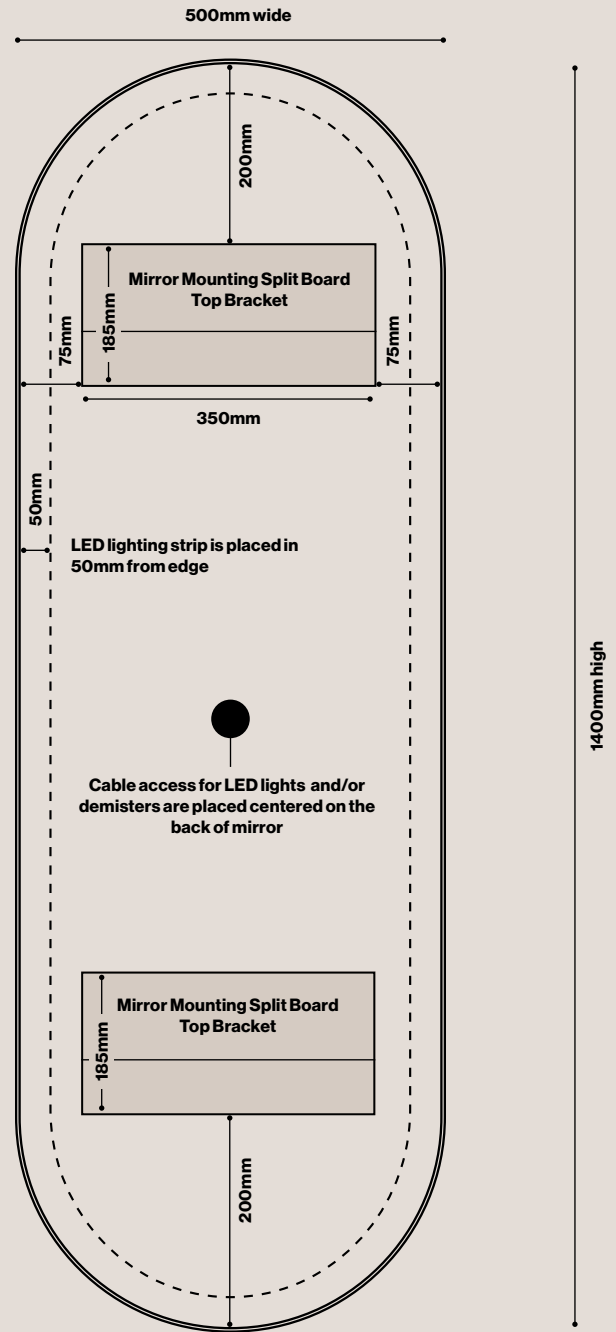 500mm wide
200mm
Mirror Mounting Split Board
Top Bracket
185mm
75mm
75mm
350mm
50mm
LED lighting strip is placed in
50mm from edge
1400mm high
Cable access for LED lights and/or
demisters are placed centered on the
back of mirror
Mirror Mounting Split Board
Top Bracket
185mm
200mm